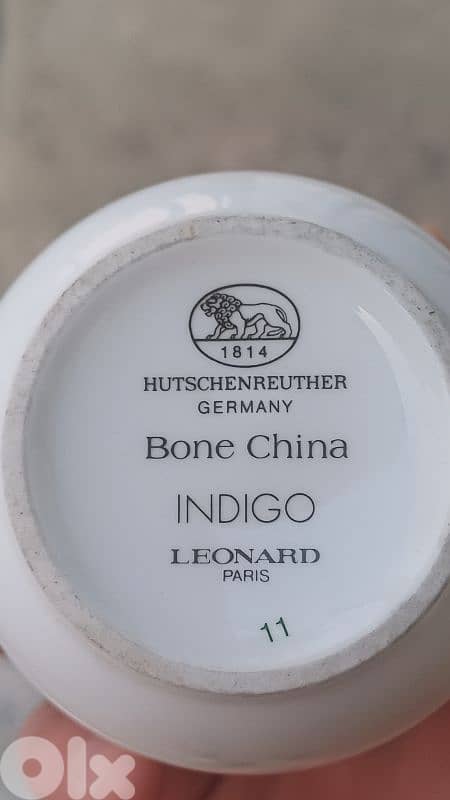 1814
HUTSCHENREUTHER
GERMANY
Bone China
INDIGO
LEONARD
PARIS
11
Olx